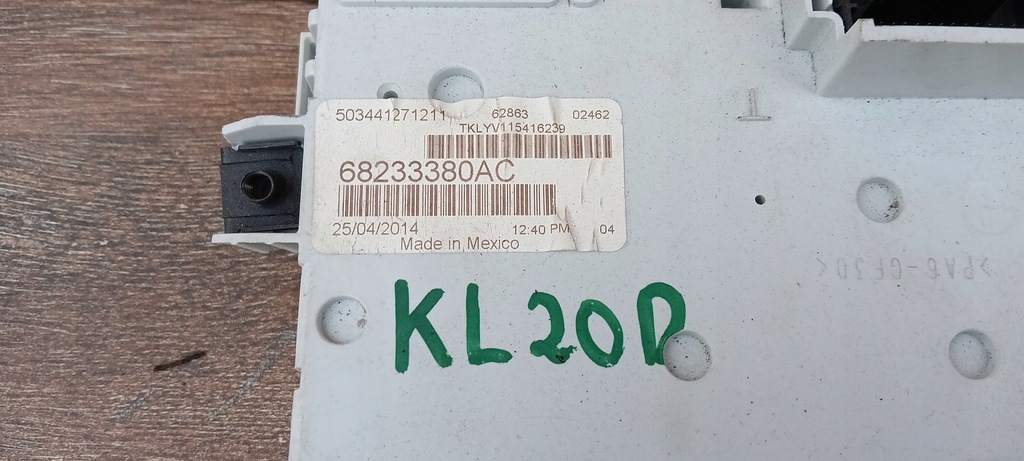 503441271211 62863 02462
TKLYV115416239
68233380AC
25/04/2014 12:40 PM 04
Made in Mexico
>PA6-GF30<
KL20D